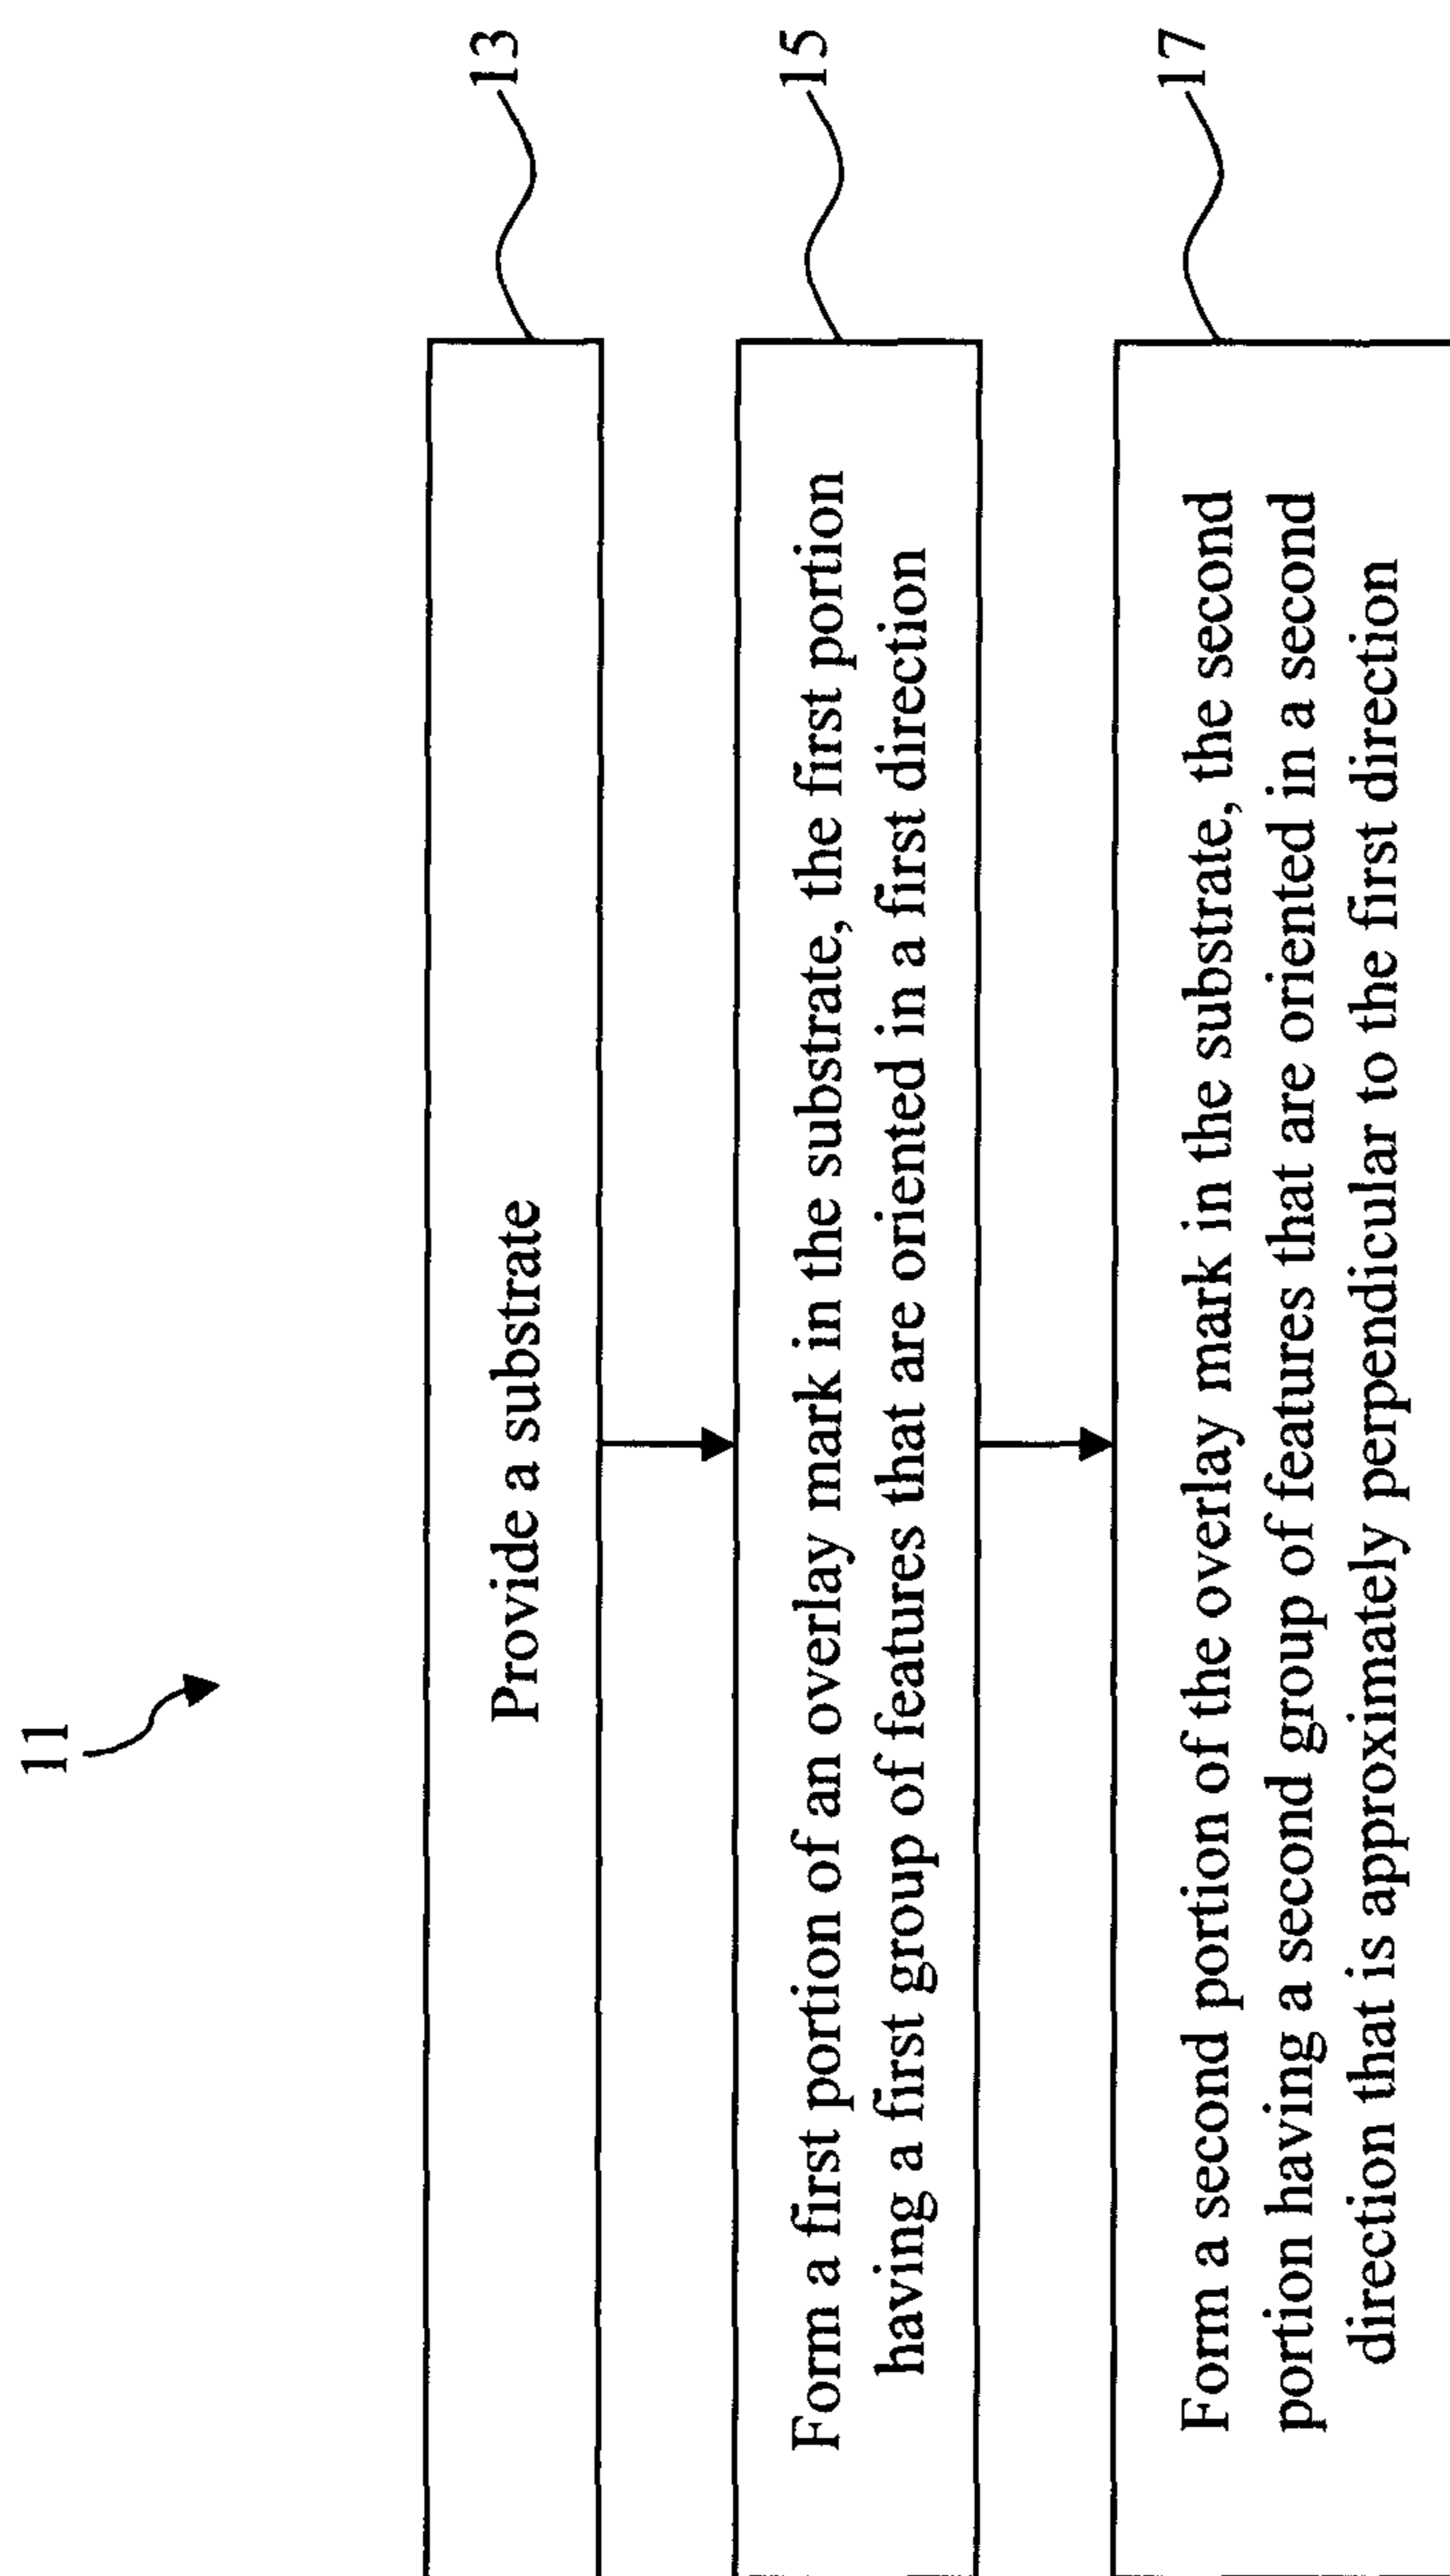 11
Provide a substrate
13
Form a first portion of an overlay mark in the substrate, the first portion
having a first group of features that are oriented in a first direction
15
Form a second portion of the overlay mark in the substrate, the second
portion having a second group of features that are oriented in a second
direction that is approximately perpendicular to the first direction
17